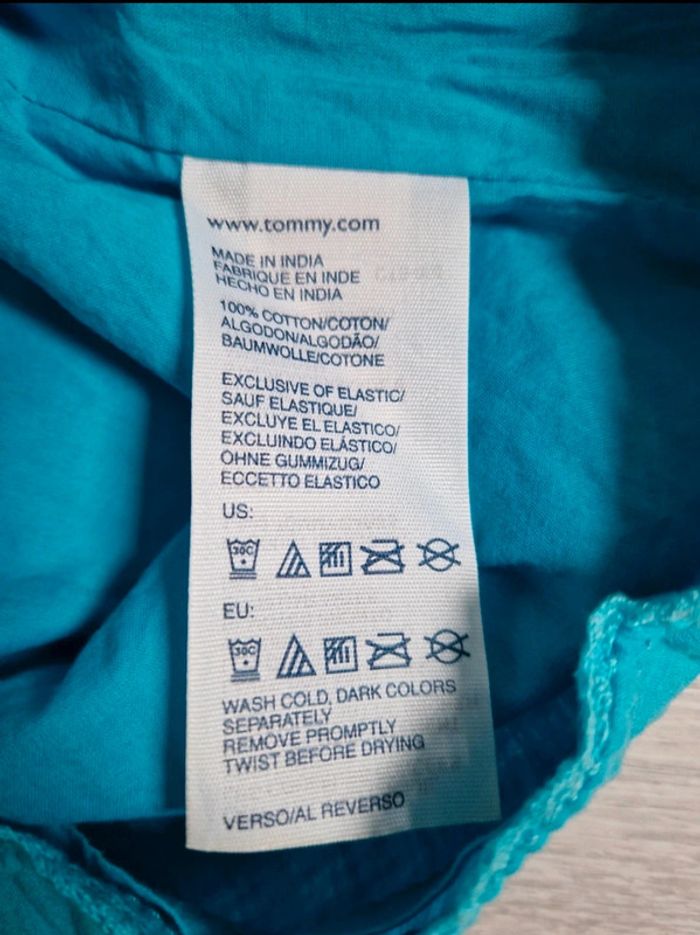 www.tommy.com
MADE IN INDIA
FABRIQUE EN INDE
HECHO EN INDIA
100% COTTON/COTON/
ALGODON/ALGODÃO/
BAUMWOLLE/COTONE
EXCLUSIVE OF ELASTIC/
SAUF ELASTIQUE/
EXCLUYE EL ELASTICO/
EXCLUINDO ELÁSTICO/
OHNE GUMMIZUG/
ECCETTO ELASTICO
US:
30C
EU:
30C
WASH COLD, DARK COLORS
SEPARATELY
REMOVE PROMPTLY
TWIST BEFORE DRYING
VERSO/AL REVERSO